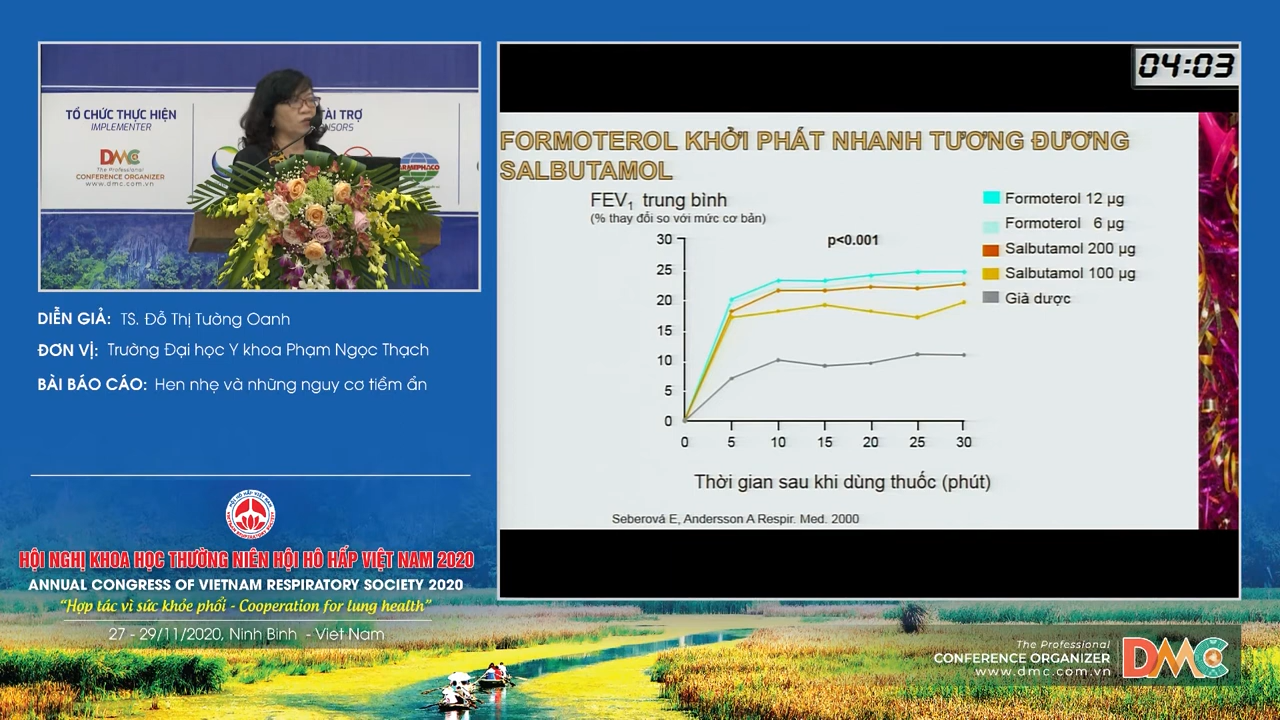 TỔ CHỨC THỰC HIỆN
IMPLEMENTER
DMC
The Professional
CONFERENCE ORGANIZER
www.dmc.com.vn
TÀI TRỢ
04:03
FORMOTEROL KHỞI PHÁT NHANH TƯƠNG ĐƯƠNG
SALBUTAMOL
FEV1 trung bình
(% thay đổi so với mức cơ bản)
p<0.001
30
25
20
15
10
5
0
0 5 10 15 20 25 30
Thời gian sau khi dùng thuốc (phút)
Formoterol 12 µg
Formoterol 6 µg
Salbutamol 200 µg
Salbutamol 100 µg
Giả dược
Seberová E, Andersson A Respir. Med. 2000
DIỄN GIẢ: TS. Đỗ Thị Tường Oanh
ĐƠN VỊ: Trường Đại học Y khoa Phạm Ngọc Thạch
BÀI BÁO CÁO: Hen nhẹ và những nguy cơ tiềm ẩn
HỘI NGHỊ KHOA HỌC THƯỜNG NIÊN HỘI HÔ HẤP VIỆT NAM 2020
ANNUAL CONGRESS OF VIETNAM RESPIRATORY SOCIETY 2020
“Hợp tác vì sức khỏe phổi - Cooperation for lung health”
27 - 29/11/2020, Ninh Binh - Viet Nam
The Professional
CONFERENCE ORGANIZER
www.dmc.com.vn
DMC